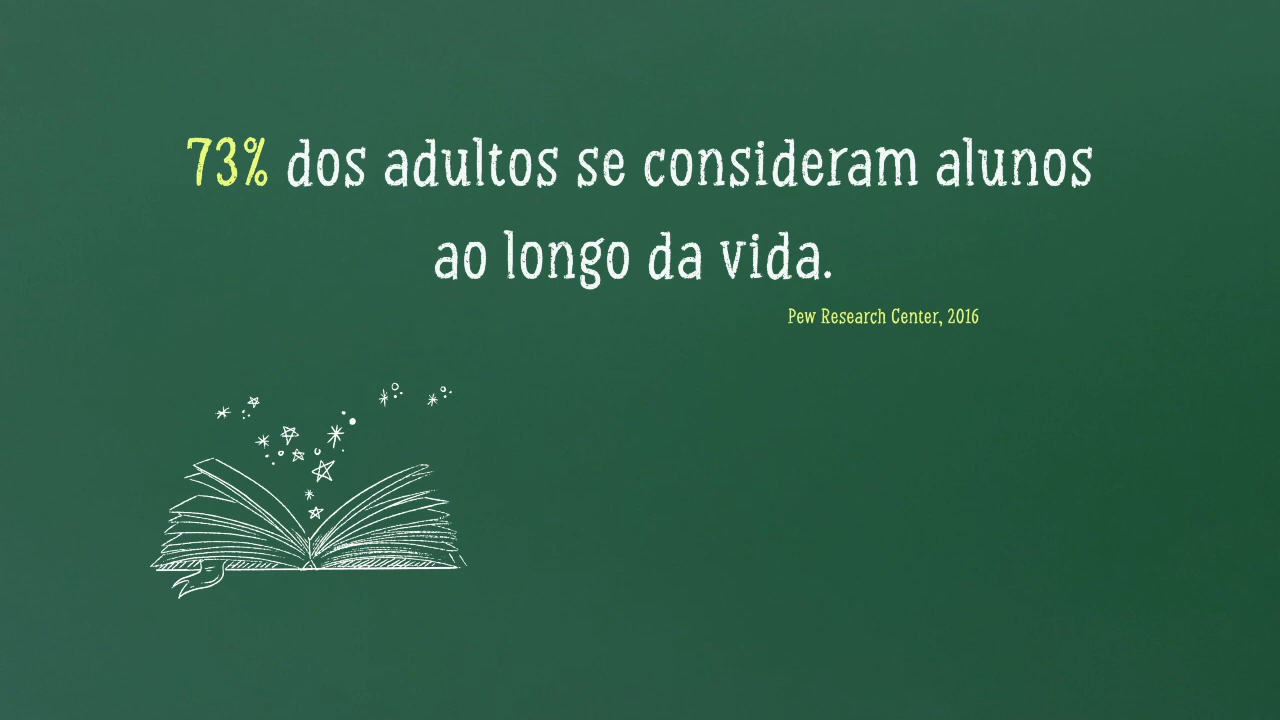 73% dos adultos se consideram alunos
ao longo da vida.
Pew Research Center, 2016